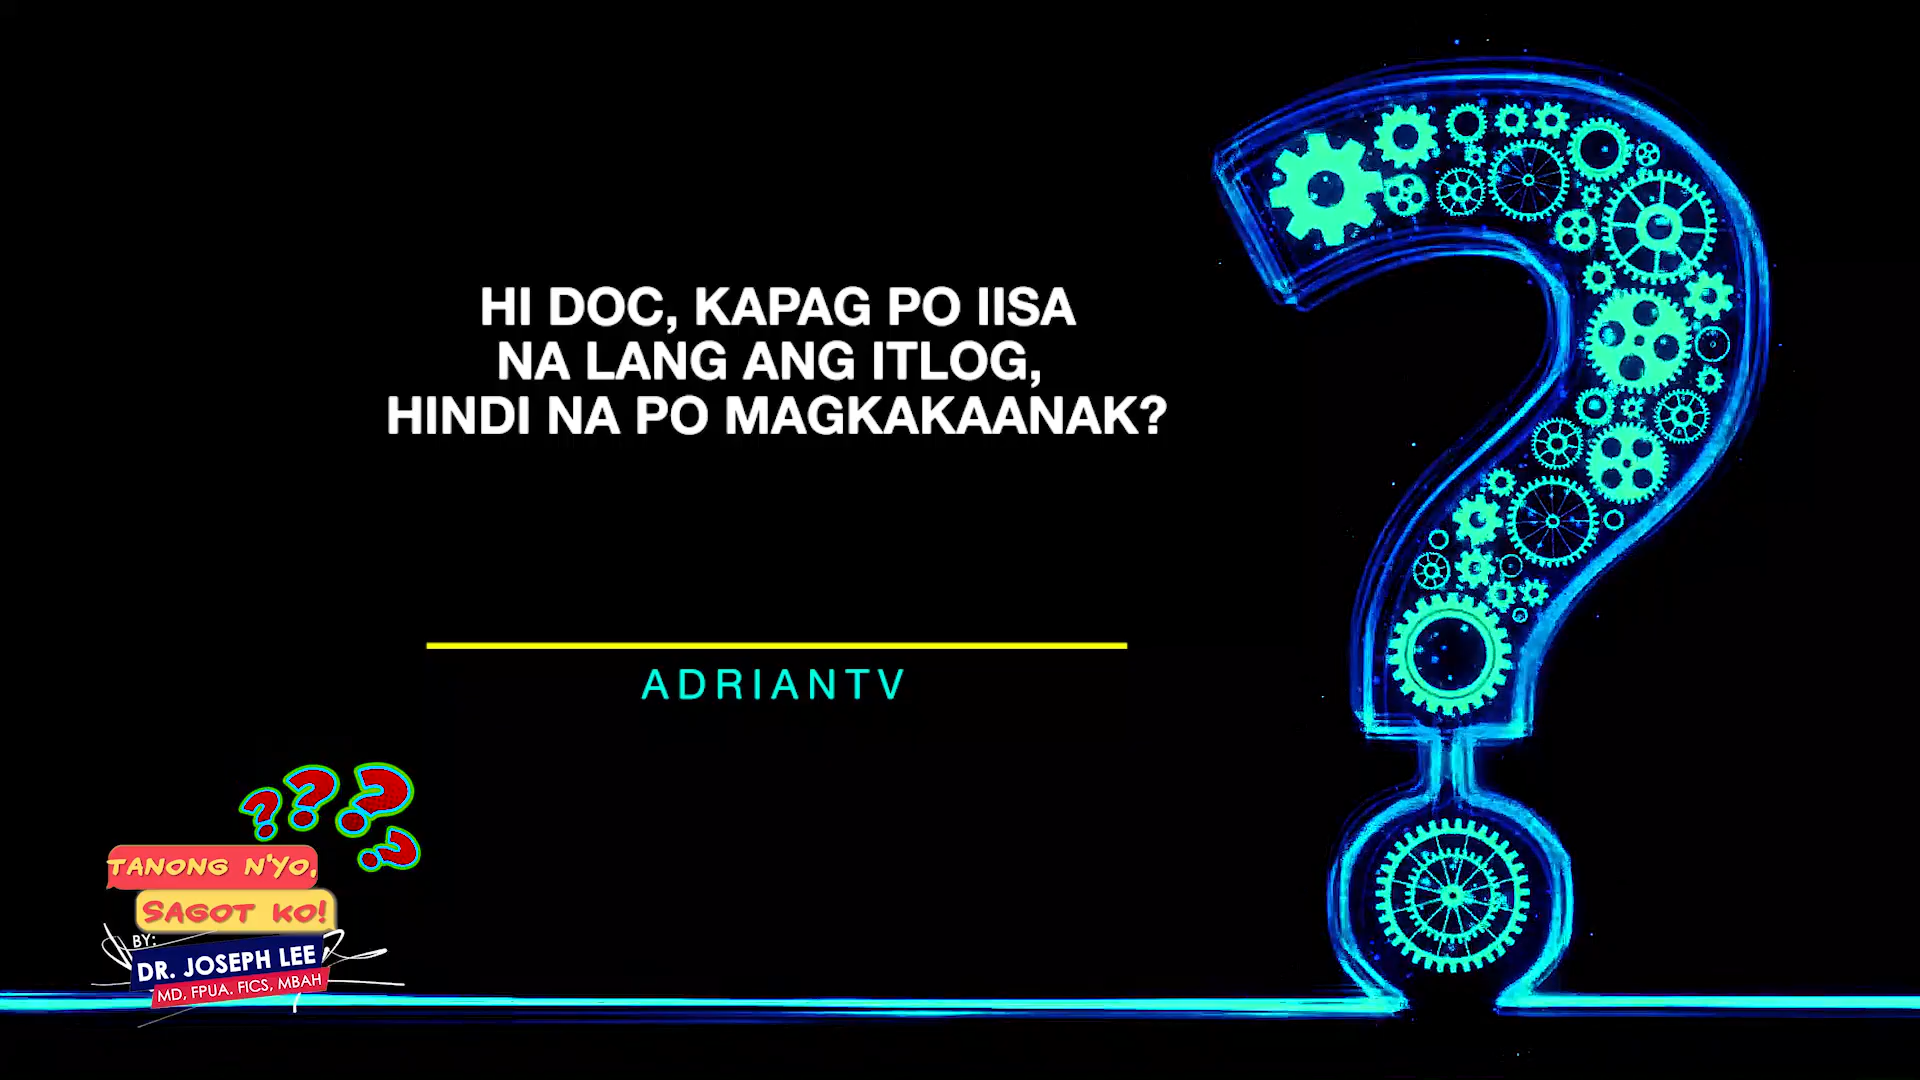 HI DOC, KAPAG PO IISA
NA LANG ANG ITLOG,
HINDI NA PO MAGKAKAANAK?
ADRIANTV
TANONG N'YO,
SAGOT KO!
BY:
DR. JOSEPH LEE
MD, FPUA. FICS, MBAH